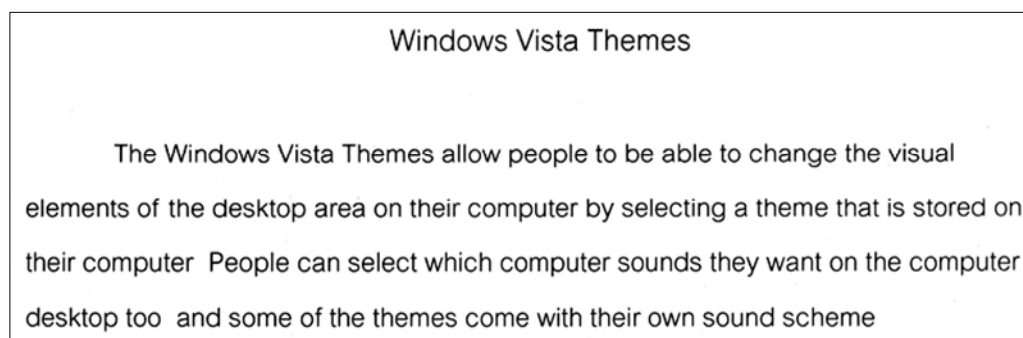 Windows Vista Themes
The Windows Vista Themes allow people to be able to change the visual
elements of the desktop area on their computer by selecting a theme that is stored on
their computer  People can select which computer sounds they want on the computer
desktop too  and some of the themes come with their own sound scheme